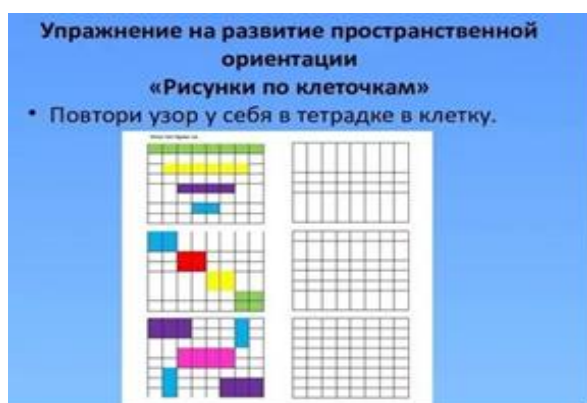 Упражнение на развитие пространственной
ориентации
«Рисунки по клеточкам»
• Повтори узор у себя в тетрадке в клетку.